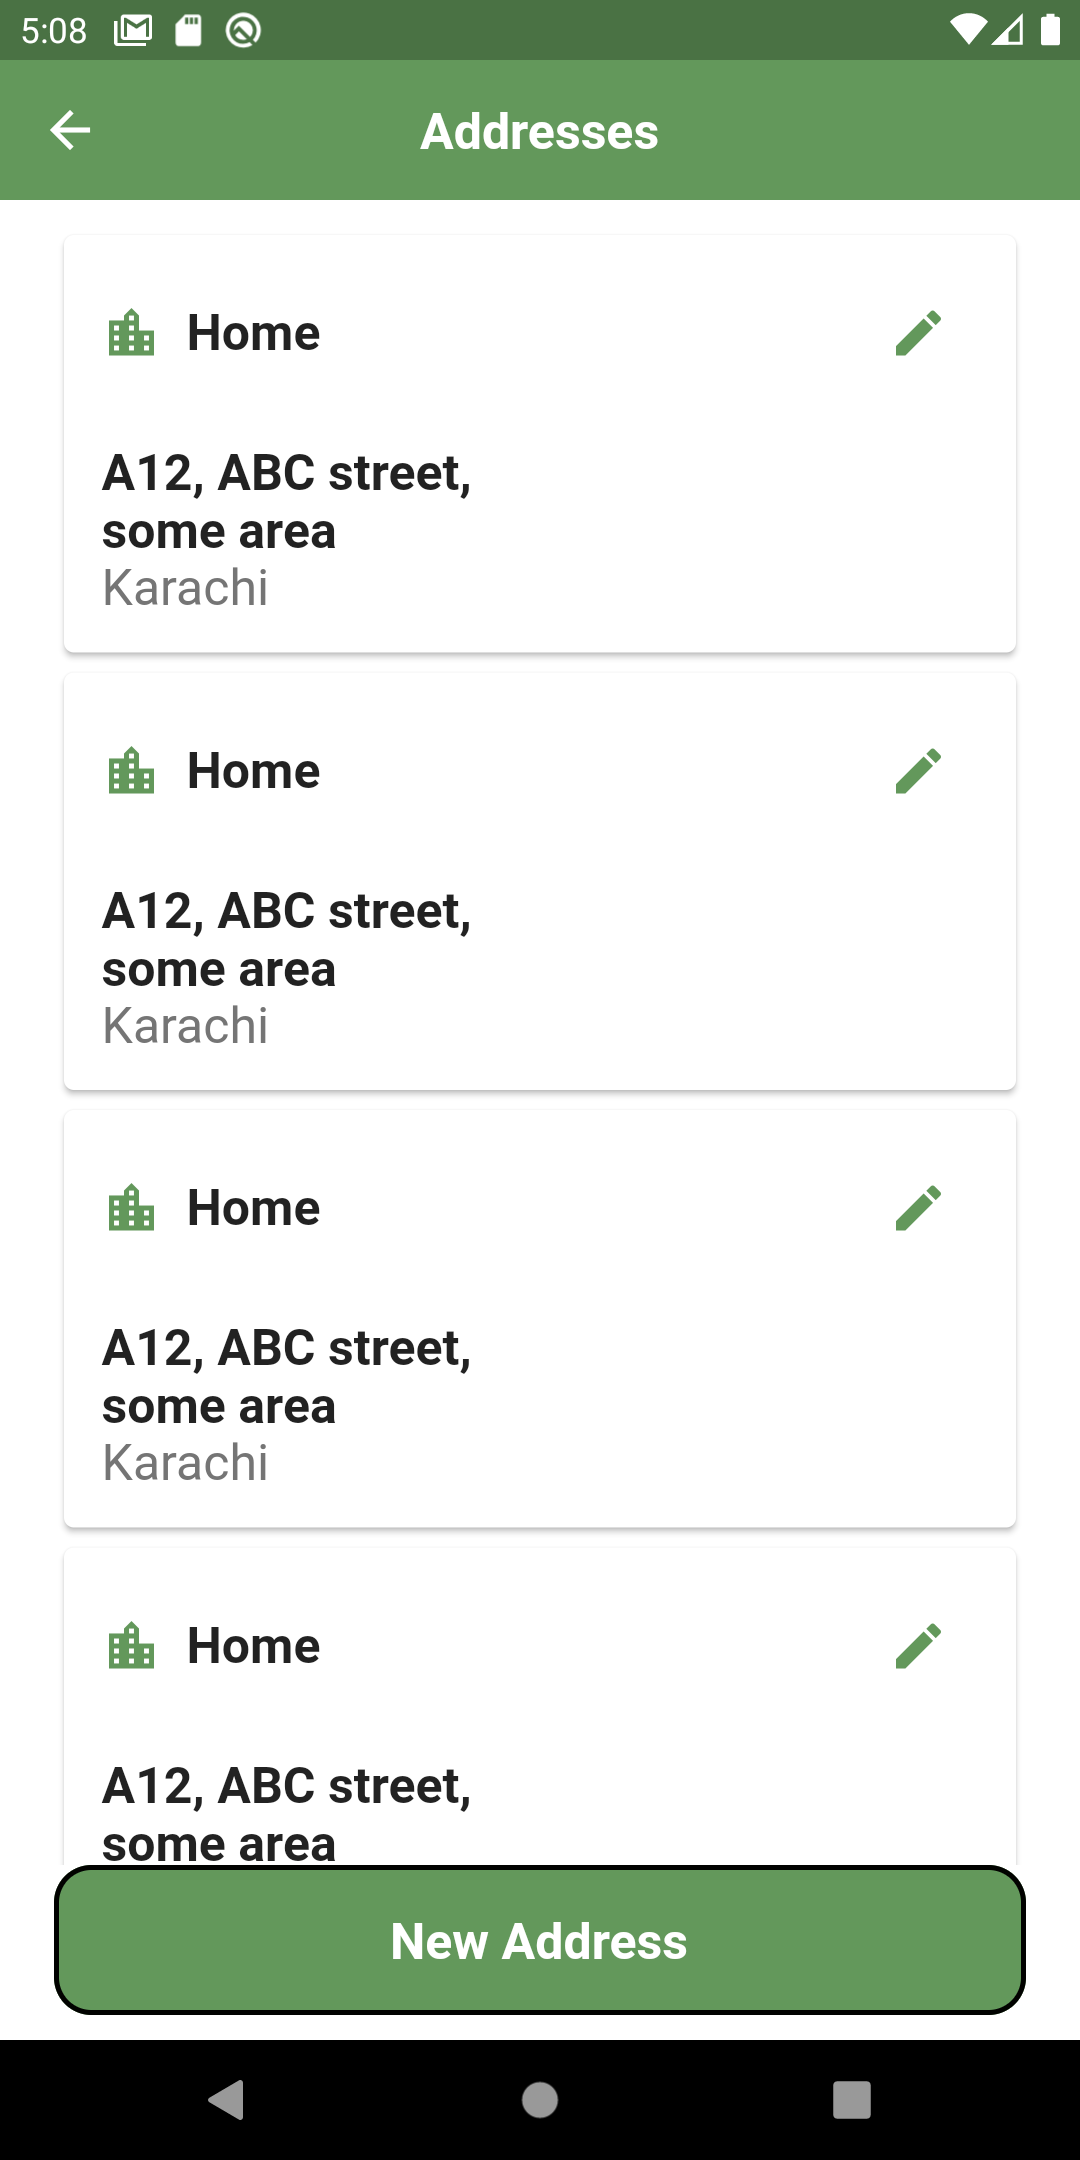 5:08
Addresses
Home
A12, ABC street,
some area
Karachi
Home
A12, ABC street,
some area
Karachi
Home
A12, ABC street,
some area
Karachi
Home
A12, ABC street,
some area
New Address